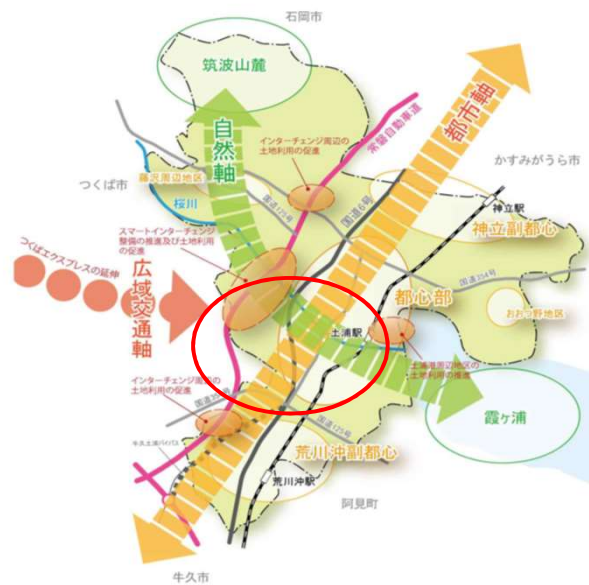 石岡市
筑波山麓
都市軸
常磐自動車道
自然軸
インターチェンジ周辺の
土地利用の促進
かすみがうら市
つくば市
藤沢周辺地区
桜川
国道125号
国道6号
神立駅
神立副都心
スマートインターチェンジ
整備の推進及び土地利用
の促進
つくばエクスプレスの延伸
広域交通軸
国道354号
都心部
おおつ野地区
土浦駅
土浦港周辺地区の
土地利用の推進
インターチェンジ周辺の
土地利用の促進
霞ヶ浦
国道125号
牛久土浦バイパス
荒川沖副都心
荒川沖駅
阿見町
牛久市